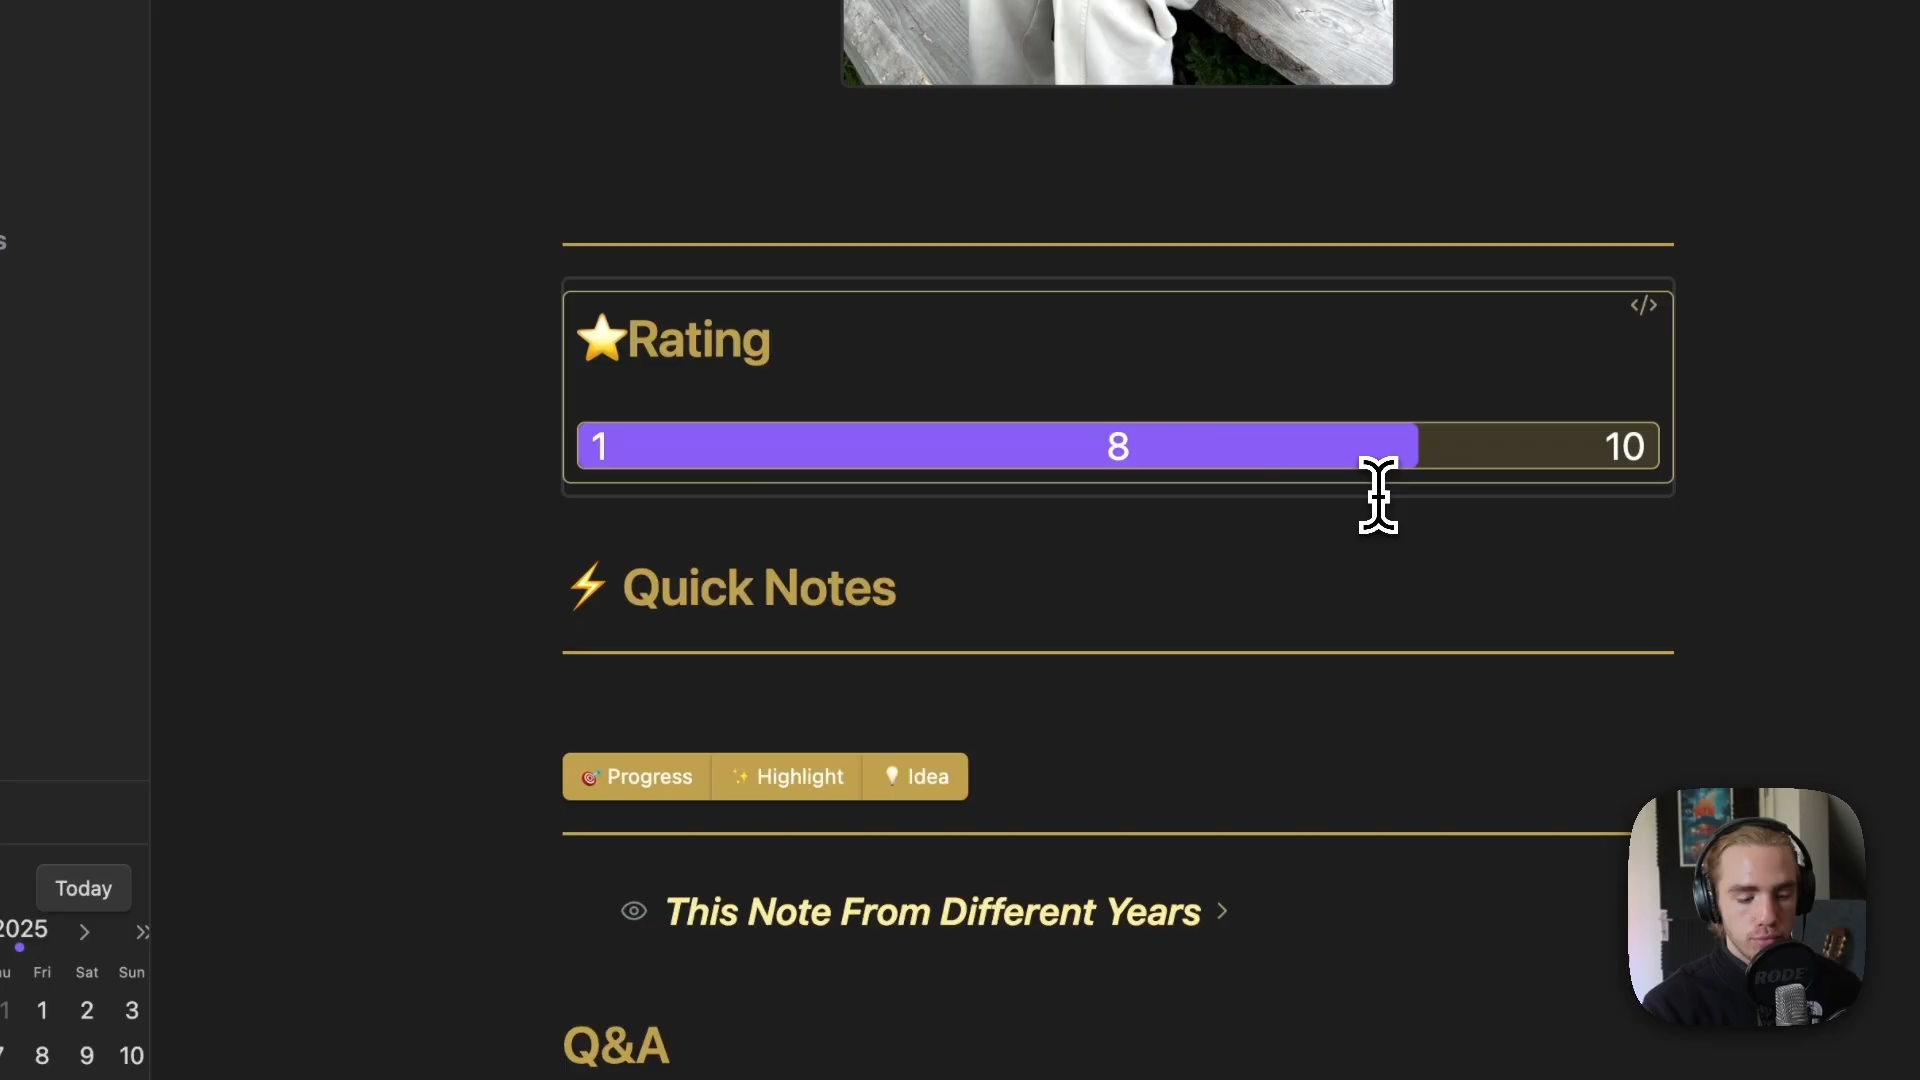 s
⭐Rating
1 8 10
⚡ Quick Notes
🎯 Progress ✨ Highlight 💡 Idea
This Note From Different Years
Q&A
Today
2025
Fri Sat Sun
1 2 3
8 9 10
RODE